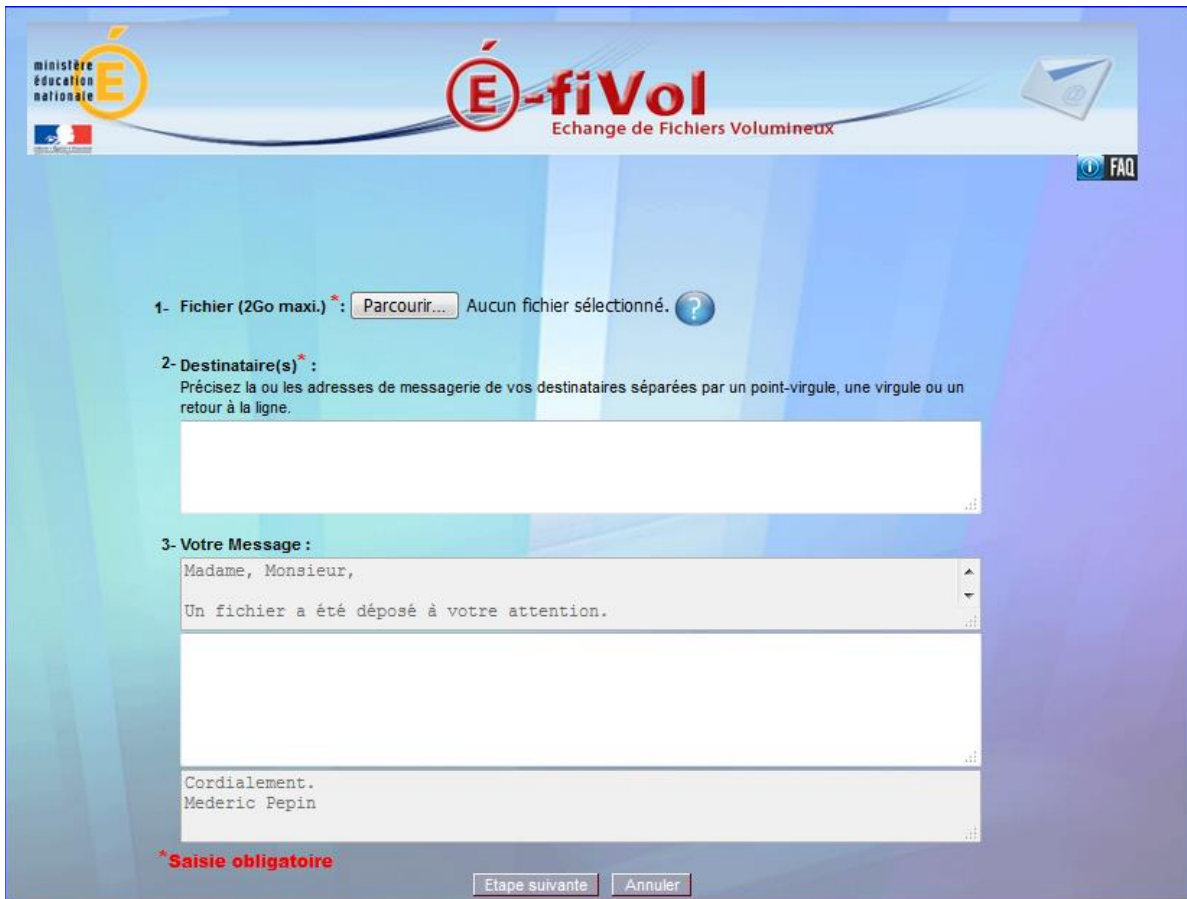 ministère
éducation
nationale
É
É-fiVol
Echange de Fichiers Volumineux
@
FAQ
1- Fichier (2Go maxi.) *: Parcourir... Aucun fichier sélectionné. ?
2- Destinataire(s)* :
Précisez la ou les adresses de messagerie de vos destinataires séparées par un point-virgule, une virgule ou un
retour à la ligne.
3- Votre Message :
Madame, Monsieur,
Un fichier a été déposé à votre attention.
Cordialement.
Mederic Pepin
*Saisie obligatoire
Etape suivante Annuler